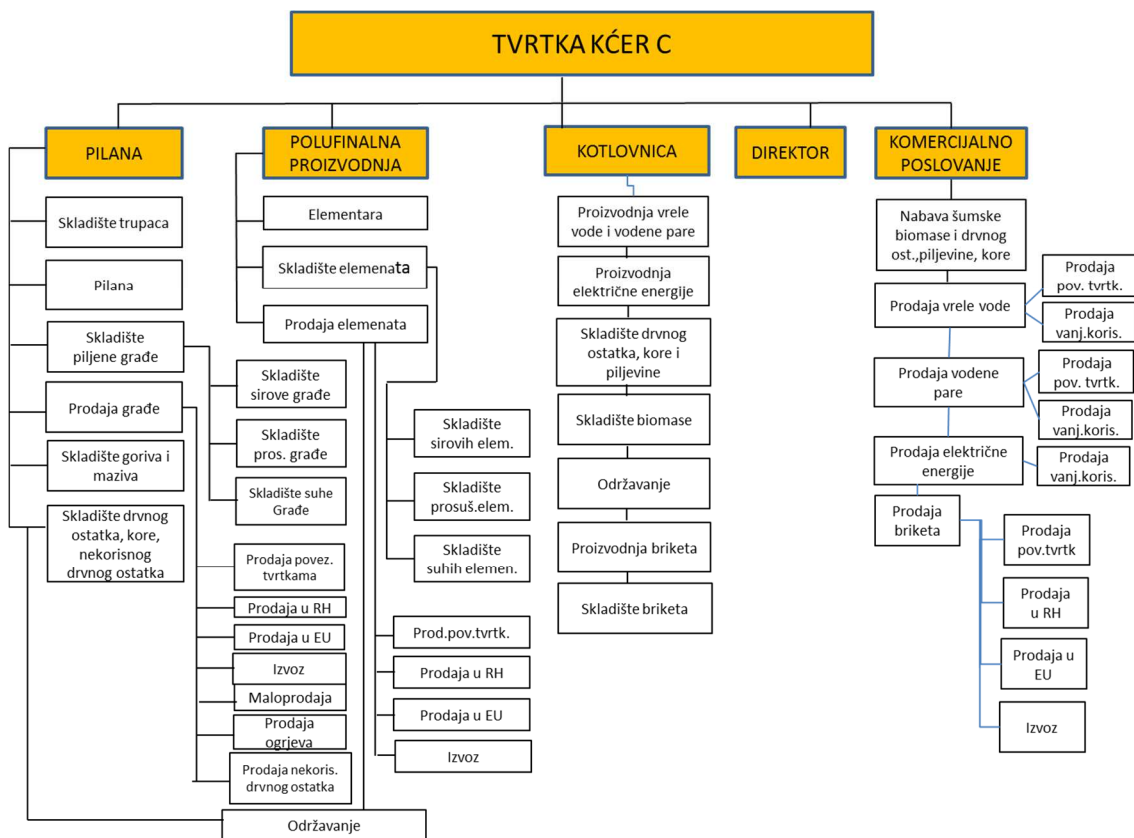 TVRTKA KĆER C
PILANA
POLUFINALNA
PROIZVODNJA
KOTLOVNICA
DIREKTOR
KOMERCIJALNO
POSLOVANJE
Skladište trupaca
Pilana
Skladište
piljene građe
Prodaja građe
Skladište goriva i
maziva
Skladište drvnog
ostatka, kore,
nekorisnog
drvnog ostatka
Skladište
sirove građe
Skladište
pros. građe
Skladište suhe
Građe
Prodaja povez.
tvrtkama
Prodaja u RH
Prodaja u EU
Izvoz
Maloprodaja
Prodaja
ogrjeva
Prodaja nekoris.
drvnog ostatka
Održavanje
Elementara
Skladište elemenata
Prodaja elemenata
Skladište
sirovih elem.
Skladište
prosuš.elem.
Skladište
suhih elemen.
Prod.pov.tvrtk.
Prodaja u RH
Prodaja u EU
Izvoz
Proizvodnja vrele
vode i vodene pare
Proizvodnja
električne energije
Skladište drvnog
ostatka, kore i
piljevine
Skladište biomase
Održavanje
Proizvodnja briketa
Skladište briketa
Nabava šumske
biomase i drvnog
ost.,piljevine, kore
Prodaja vrele vode
Prodaja
pov. tvrtk.
Prodaja
vanj.koris.
Prodaja vodene
pare
Prodaja
pov. tvrtk.
Prodaja
vanj.koris.
Prodaja električne
energije
Prodaja
vanj.koris.
Prodaja
briketa
Prodaja
pov.tvrtk
Prodaja
u RH
Prodaja u
EU
Izvoz